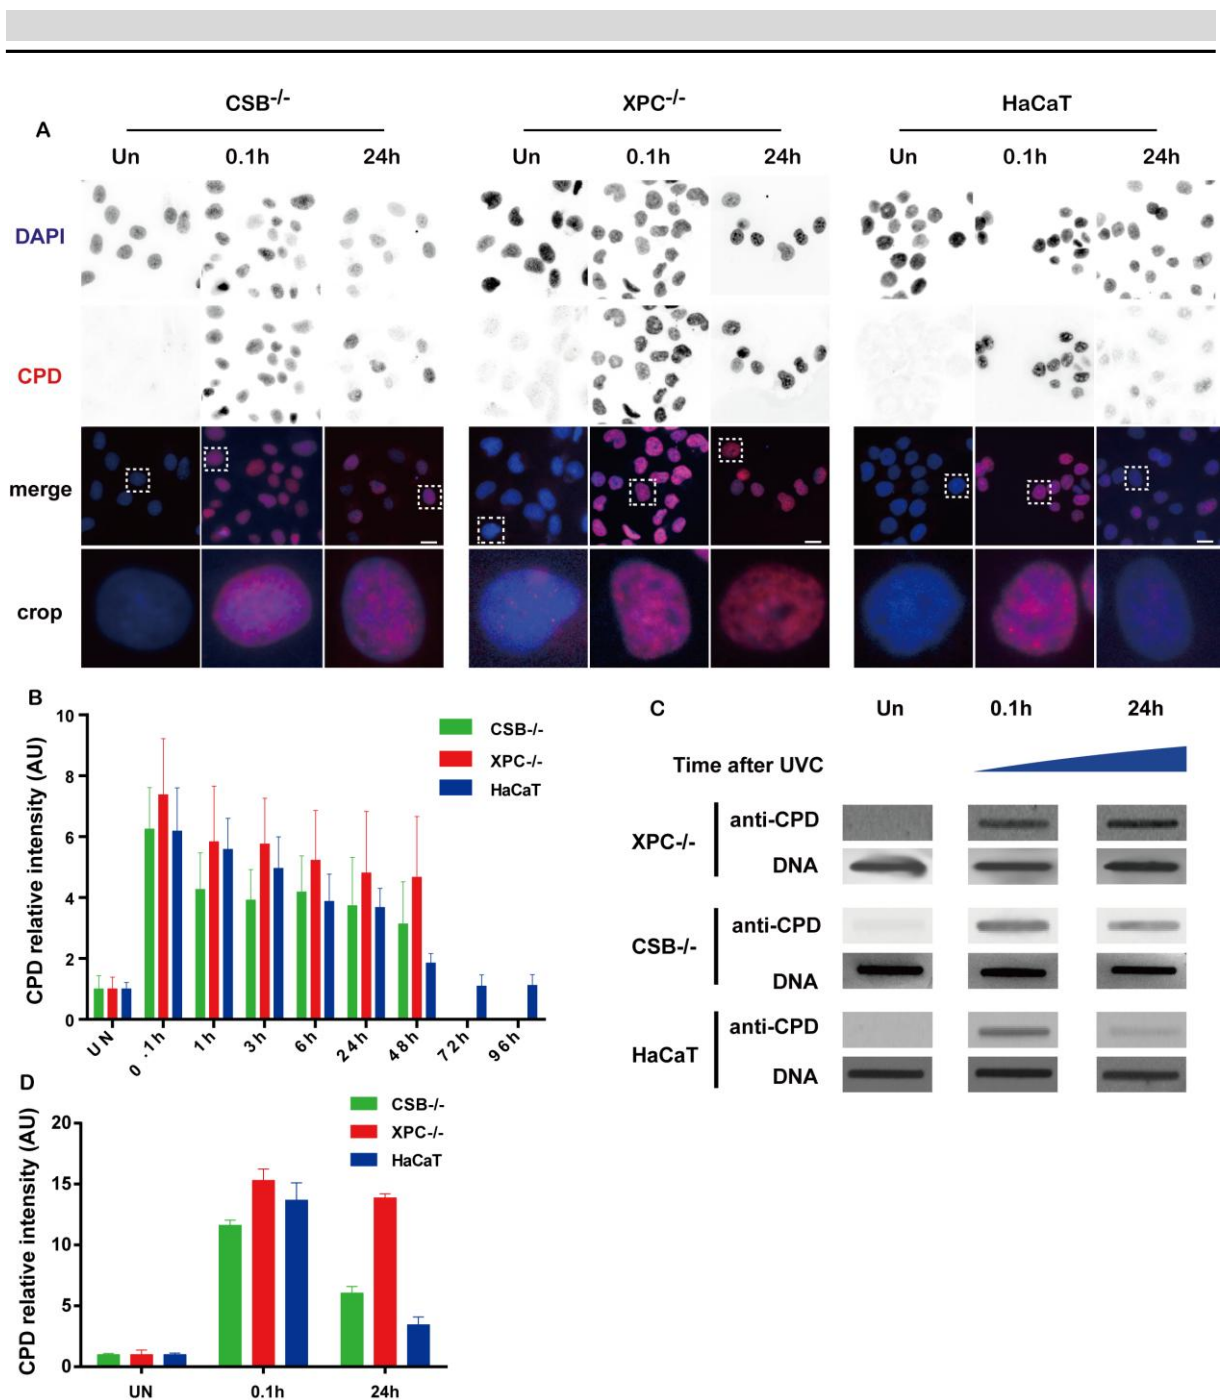 CSB-/- XPC-/- HaCaT
A
Un 0.1h 24h Un 0.1h 24h Un 0.1h 24h
DAPI
CPD
merge
crop
B
CPD relative intensity (AU)
10
8
6
4
2
0
CSB-/-
XPC-/-
HaCaT
UN 0.1h 1h 3h 6h 24h 48h 72h 96h
C
Un 0.1h 24h
Time after UVC
XPC-/-
anti-CPD
DNA
CSB-/-
anti-CPD
DNA
HaCaT
anti-CPD
DNA
D
CPD relative intensity (AU)
20
15
10
5
0
CSB-/-
XPC-/-
HaCaT
UN 0.1h 24h